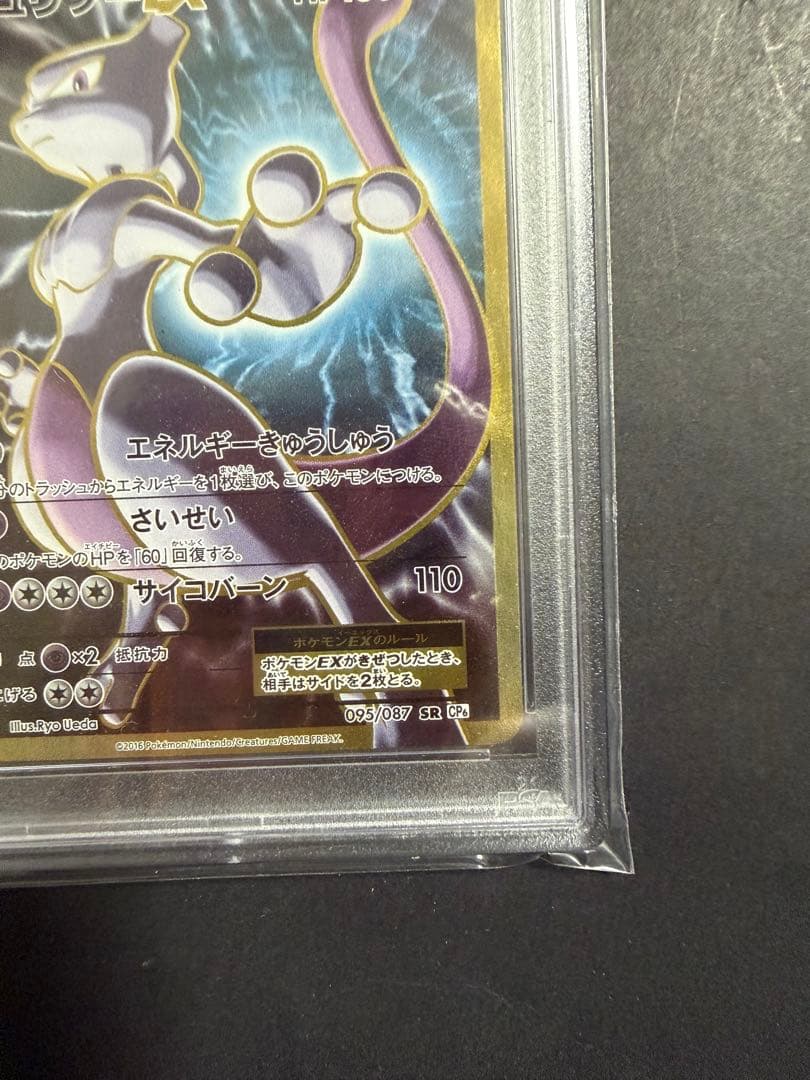 エネルギーきゅうしゅう
のトラッシュからエネルギーを1枚選び、このポケモンにつける。
さいせい
のポケモンのHPを「60」回復する。
サイコバーン 110
点 ×2 抵抗力
ポケモンEXのルール
ポケモンEXがきぜつしたとき、
相手はサイドを2枚とる。
げる
095/087 SR CP6
Illus.Ryo Ueda
©2016 Pokémon/Nintendo/Creatures/GAME FREAK.
PSA